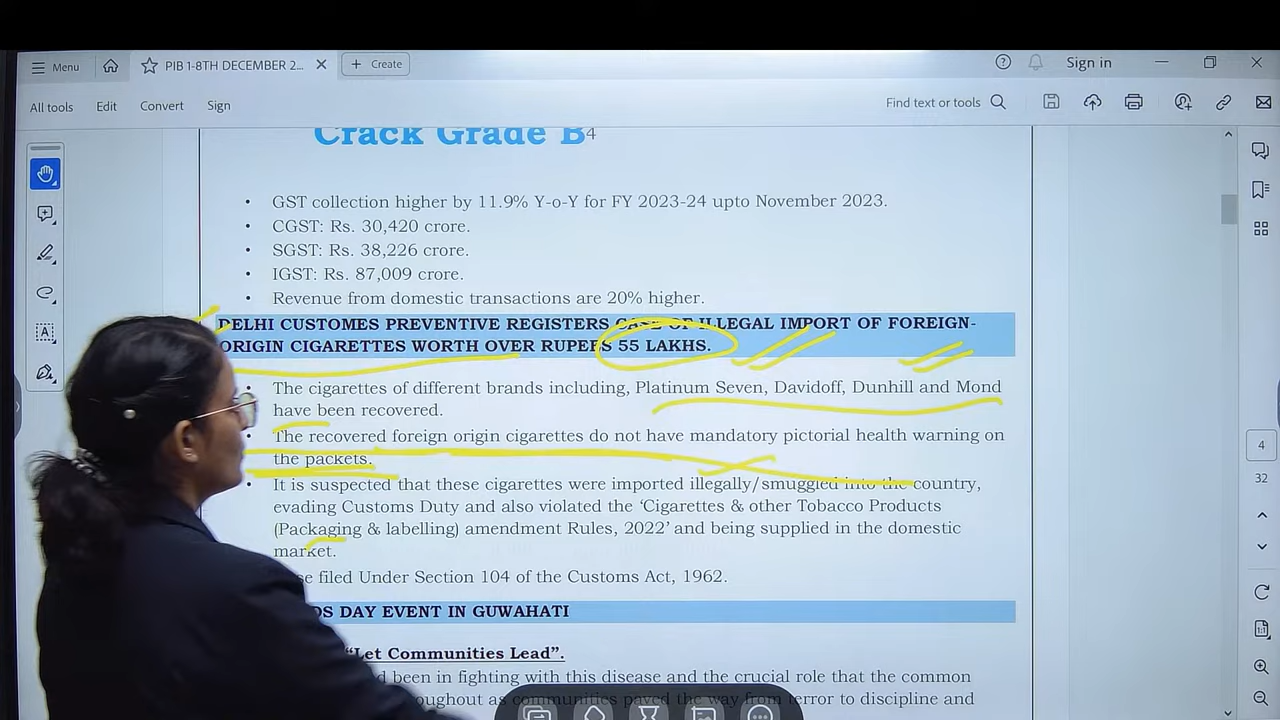 Menu
PIB 1-8TH DECEMBER 2...
Create
Sign in
All tools
Edit
Convert
Sign
Find text or tools
Crack Grade B
4
• GST collection higher by 11.9% Y-o-Y for FY 2023-24 upto November 2023.
• CGST: Rs. 30,420 crore.
• SGST: Rs. 38,226 crore.
• IGST: Rs. 87,009 crore.
• Revenue from domestic transactions are 20% higher.
DELHI CUSTOMES PREVENTIVE REGISTERS CASE OF ILLEGAL IMPORT OF FOREIGN-
ORIGIN CIGARETTES WORTH OVER RUPERS 55 LAKHS.
• The cigarettes of different brands including, Platinum Seven, Davidoff, Dunhill and Mond
have been recovered.
• The recovered foreign origin cigarettes do not have mandatory pictorial health warning on
the packets.
• It is suspected that these cigarettes were imported illegally/smuggled into the country,
evading Customs Duty and also violated the 'Cigarettes & other Tobacco Products
(Packaging & labelling) amendment Rules, 2022' and being supplied in the domestic
market.
filed Under Section 104 of the Customs Act, 1962.
DAY EVENT IN GUWAHATI
"Let Communities Lead".
been in fighting with this disease and the crucial role that the common
as communities paved the way from terror to discipline and
4
32